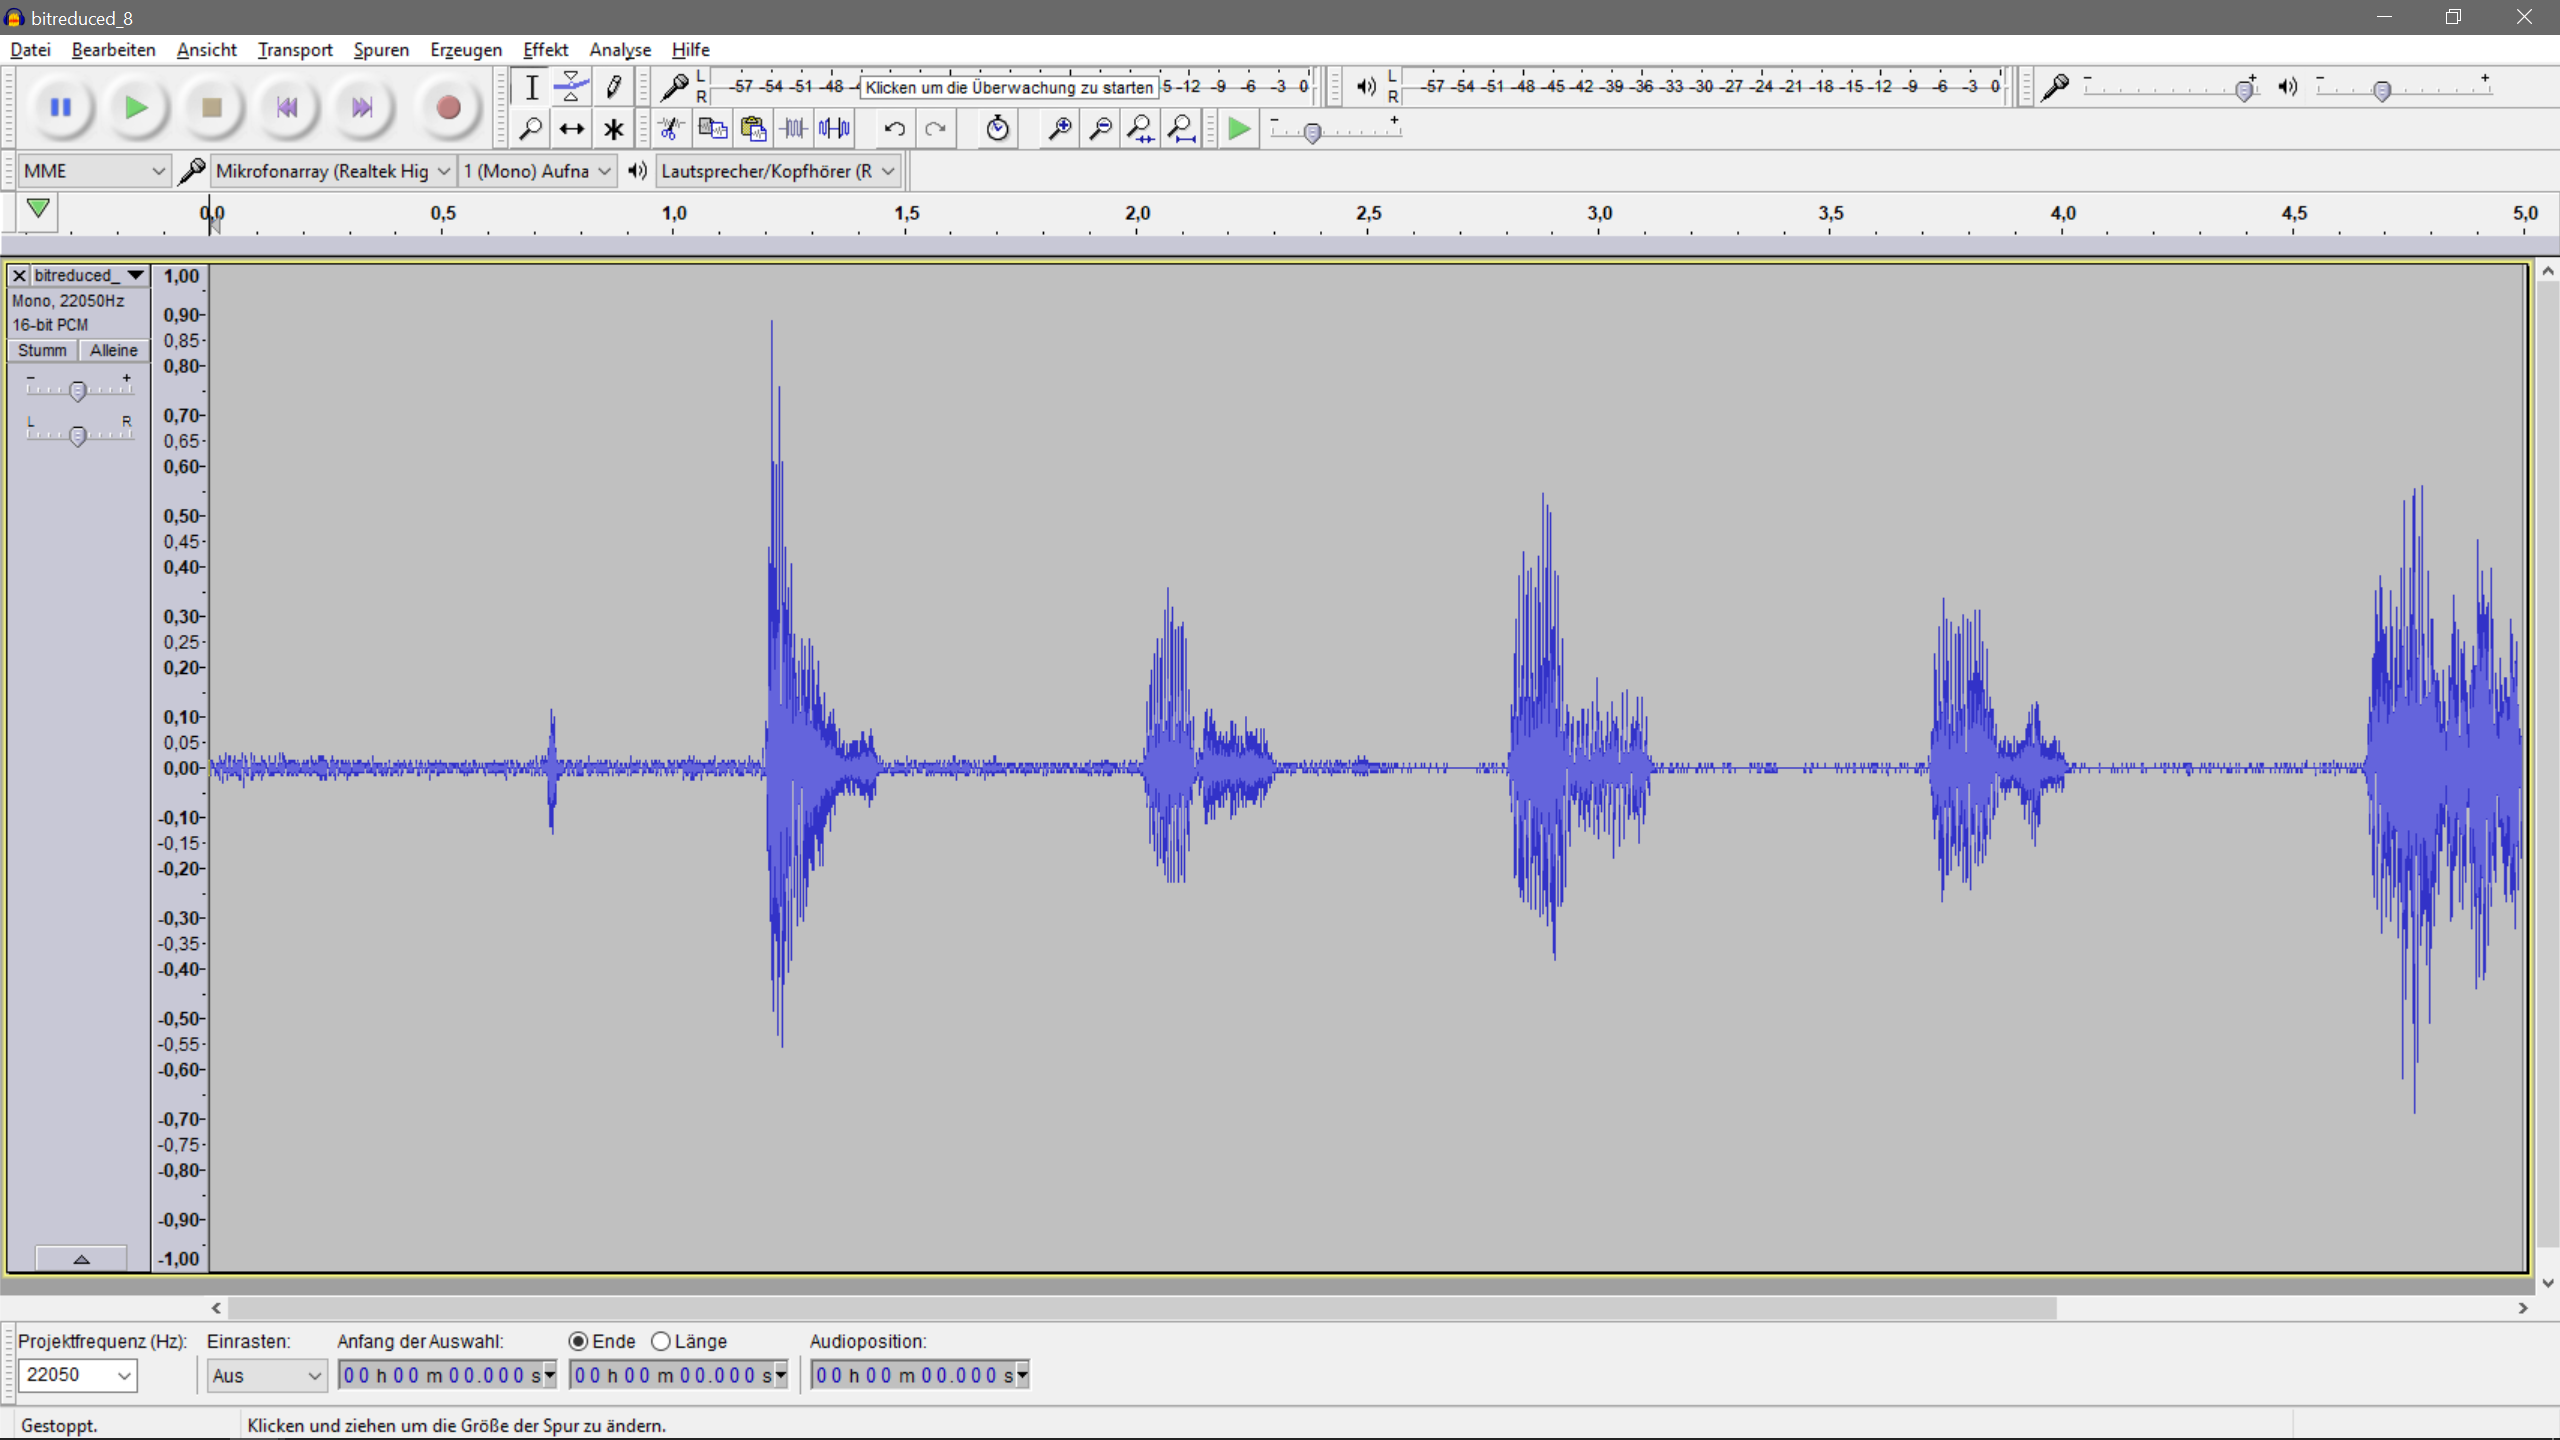 bitreduced_8
Datei Bearbeiten Ansicht Transport Spuren Erzeugen Effekt Analyse Hilfe
L
R
-57 -54 -51 -48 -4 Klicken um die Überwachung zu starten 5 -12 -9 -6 -3 0
L
R
-57 -54 -51 -48 -45 -42 -39 -36 -33 -30 -27 -24 -21 -18 -15 -12 -9 -6 -3 0
- +
- +
- +
MME Mikrofonarray (Realtek Hig 1 (Mono) Aufna Lautsprecher/Kopfhörer (R
0,0 0,5 1,0 1,5 2,0 2,5 3,0 3,5 4,0 4,5 5,0
bitreduced_
Mono, 22050Hz
16-bit PCM
Stumm Alleine
- +
L R
1,00
0,90-
0,85-
0,80-
0,70-
0,65-
0,60-
0,50-
0,45-
0,40-
0,30-
0,25-
0,20-
0,10-
0,05-
0,00-
-0,10-
-0,15-
-0,20-
-0,30-
-0,35-
-0,40-
-0,50-
-0,55-
-0,60-
-0,70-
-0,75-
-0,80-
-0,90-
-1,00
Projektfrequenz (Hz): Einrasten: Anfang der Auswahl: Ende Länge Audioposition:
22050 Aus 00 h 00 m 00.000 s 00 h 00 m 00.000 s 00 h 00 m 00.000 s
Gestoppt. Klicken und ziehen um die Größe der Spur zu ändern.